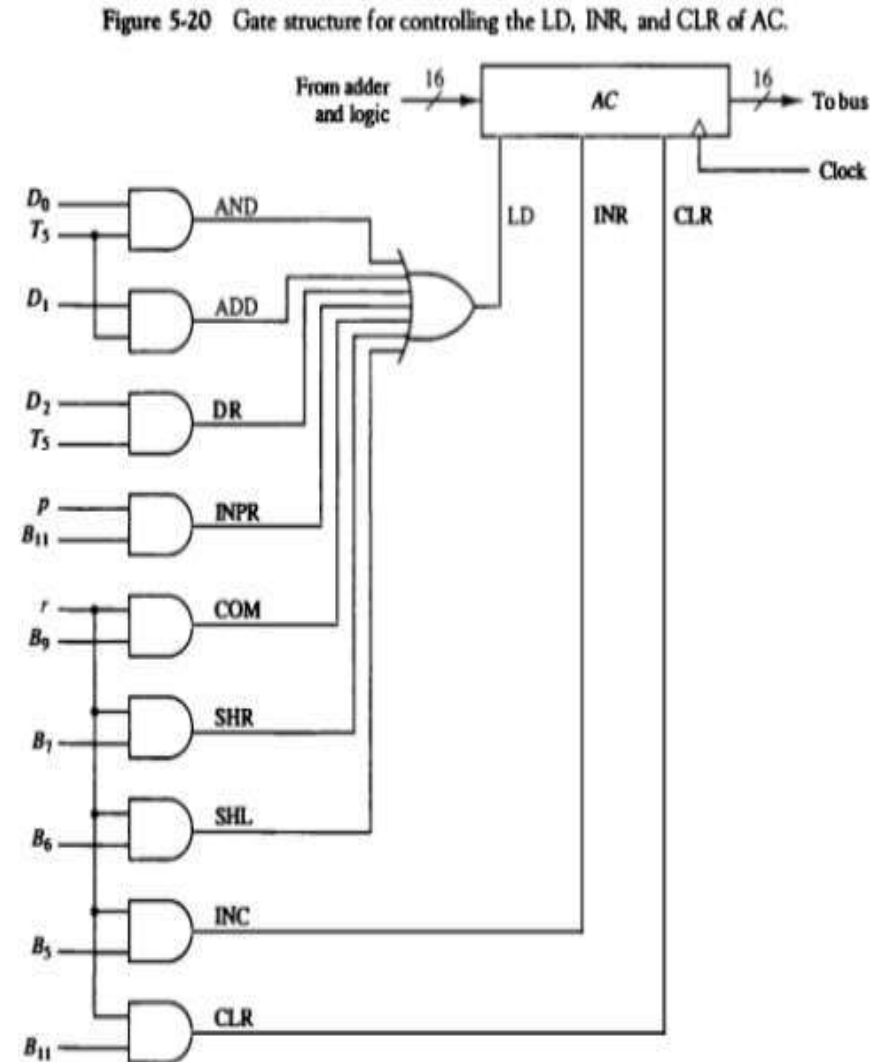 Figure 5-20 Gate structure for controlling the LD, INR, and CLR of AC.
From adder
and logic
16
AC
16
To bus
Clock
LD
INR
CLR
D₀
T₅
AND
D₁
ADD
D₂
T₅
DR
p
B₁₁
INPR
r
B₉
COM
B₇
SHR
B₆
SHL
B₅
INC
B₁₁
CLR